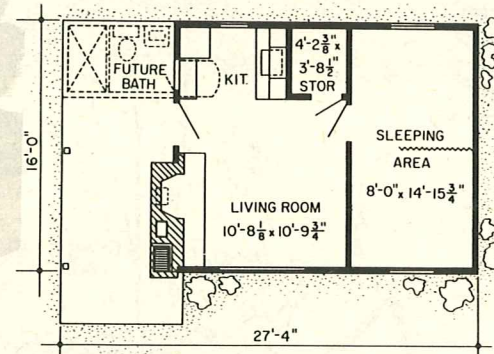 4'-2 3/8" x
3'-8 1/2"
STOR
FUTURE
BATH
KIT.
16'-0"
SLEEPING
AREA
8'-0" x 14'-15 3/4"
LIVING ROOM
10'-8 1/8 x 10'-9 3/4"
27'-4"